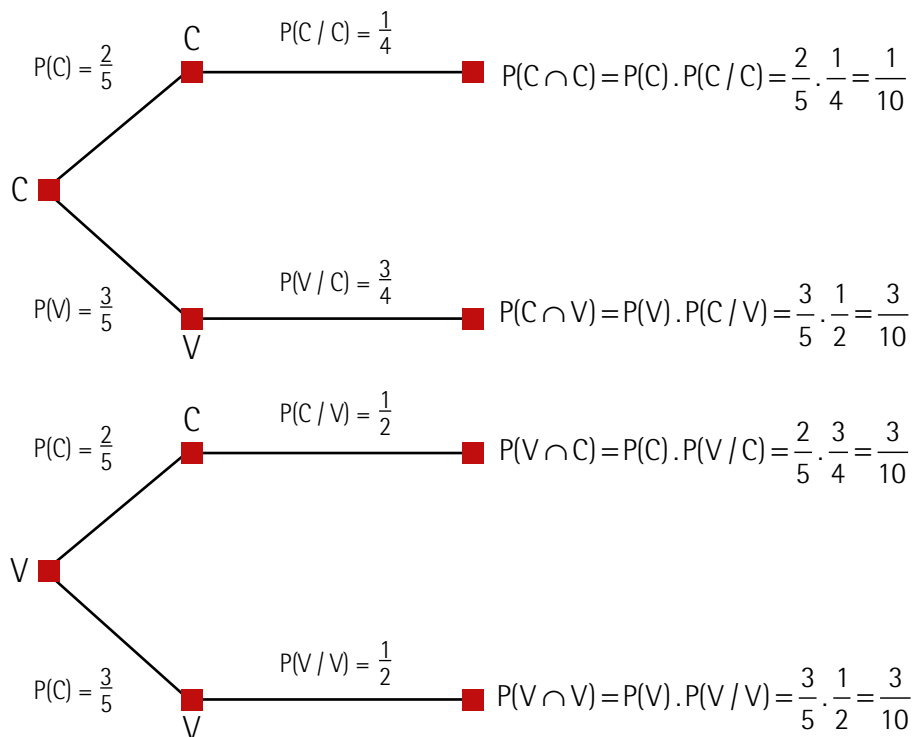 C
P(C / C) = 1/4
P(C) = 2/5
P(C ∩ C) = P(C) . P(C / C) = 2/5 . 1/4 = 1/10
C
P(V / C) = 3/4
P(V) = 3/5
P(C ∩ V) = P(V) . P(C / V) = 3/5 . 1/2 = 3/10
V
C
P(C / V) = 1/2
P(C) = 2/5
P(V ∩ C) = P(C) . P(V / C) = 2/5 . 3/4 = 3/10
V
P(V / V) = 1/2
P(C) = 3/5
P(V ∩ V) = P(V) . P(V / V) = 3/5 . 1/2 = 3/10
V